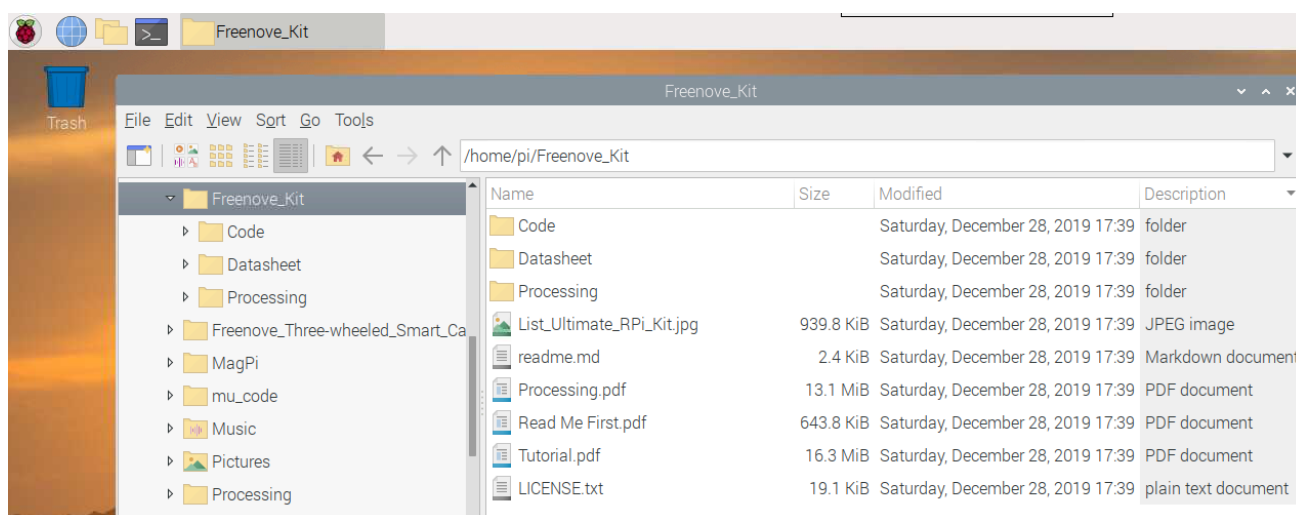 Freenove_Kit
Trash
Freenove_Kit
File Edit View Sort Go Tools
/home/pi/Freenove_Kit
Freenove_Kit
Code
Datasheet
Processing
Freenove_Three-wheeled_Smart_Ca
MagPi
mu_code
Music
Pictures
Processing
Name Size Modified Description
Code Saturday, December 28, 2019 17:39 folder
Datasheet Saturday, December 28, 2019 17:39 folder
Processing Saturday, December 28, 2019 17:39 folder
List_Ultimate_RPi_Kit.jpg 939.8 KiB Saturday, December 28, 2019 17:39 JPEG image
readme.md 2.4 KiB Saturday, December 28, 2019 17:39 Markdown document
Processing.pdf 13.1 MiB Saturday, December 28, 2019 17:39 PDF document
Read Me First.pdf 643.8 KiB Saturday, December 28, 2019 17:39 PDF document
Tutorial.pdf 16.3 MiB Saturday, December 28, 2019 17:39 PDF document
LICENSE.txt 19.1 KiB Saturday, December 28, 2019 17:39 plain text document